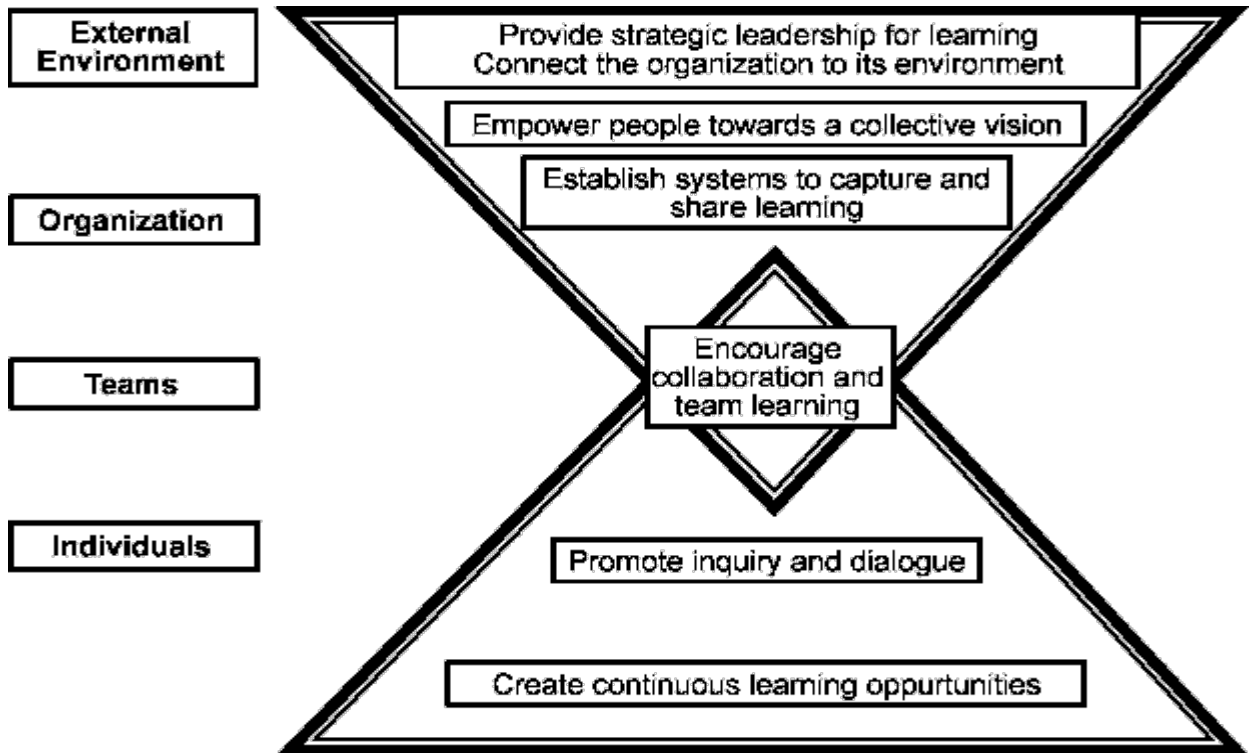 External
Environment
Provide strategic leadership for learning
Connect the organization to its environment
Empower people towards a collective vision
Establish systems to capture and
share learning
Organization
Encourage
collaboration and
team learning
Teams
Individuals
Promote inquiry and dialogue
Create continuous learning oppurtunities